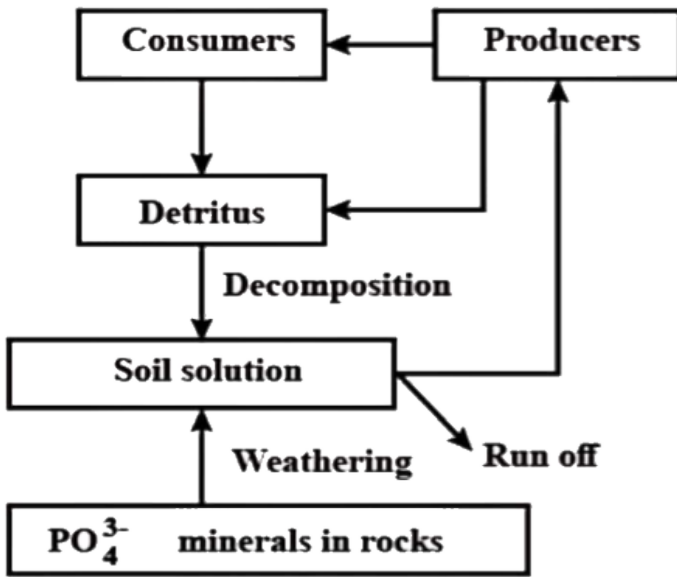 Consumers
Producers
Detritus
Decomposition
Soil solution
Weathering
Run off
PO₄³⁻ minerals in rocks